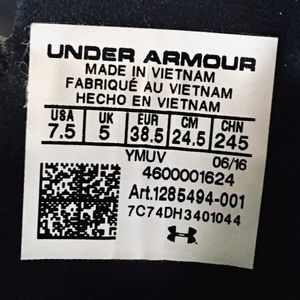 UNDER ARMOUR
MADE IN VIETNAM
FABRIQUÉ AU VIETNAM
HECHO EN VIETNAM
USA UK EUR CM CHN
7.5 5 38.5 24.5 245
YMUV 06/16
4600001624
Art.1285494-001
7C74DH3401044